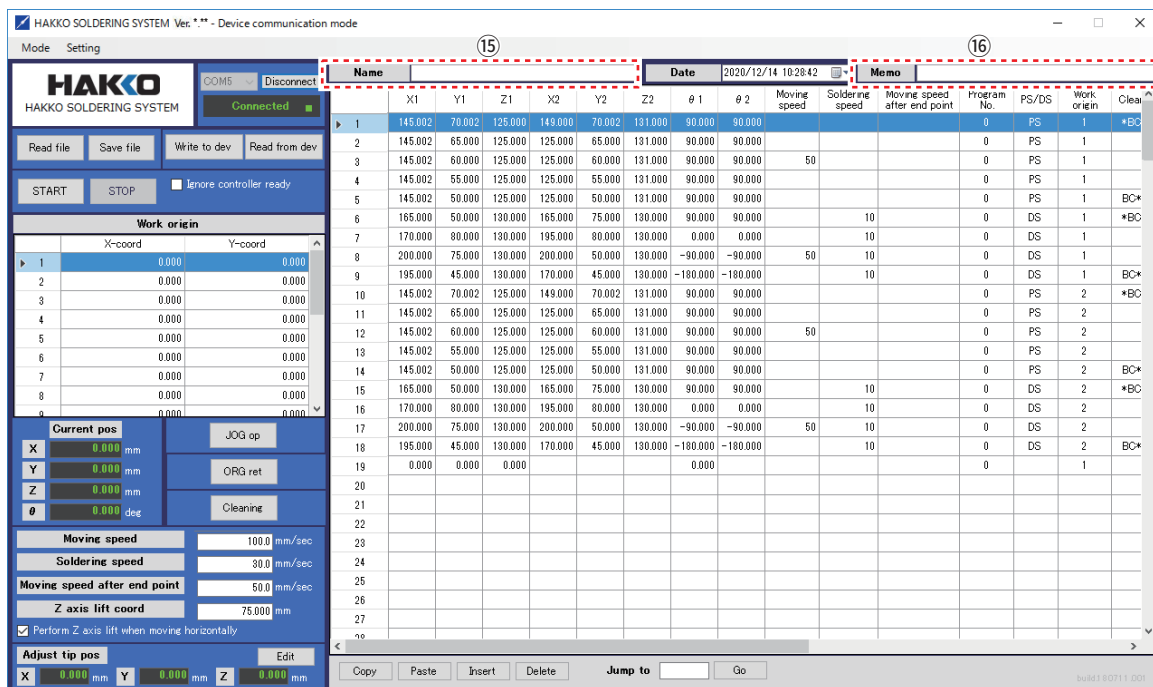 HAKKO SOLDERING SYSTEM Ver. *.** - Device communication mode
Mode Setting
⑮ ⑯
HAKKO
HAKKO SOLDERING SYSTEM
COM5 Disconnect
Connected
Name Date 2020/12/14 10:28:42 Memo
Read file Save file Write to dev Read from dev
START STOP Ignore controller ready
Work origin
X-coord Y-coord
1 0.000 0.000
2 0.000 0.000
3 0.000 0.000
4 0.000 0.000
5 0.000 0.000
6 0.000 0.000
7 0.000 0.000
8 0.000 0.000
9 0.000 0.000
Current pos
X 0.000 mm
Y 0.000 mm
Z 0.000 mm
θ 0.000 deg
JOG op
ORG ret
Cleaning
Moving speed 100.0 mm/sec
Soldering speed 30.0 mm/sec
Moving speed after end point 50.0 mm/sec
Z axis lift coord 75.000 mm
Perform Z axis lift when moving horizontally
Adjust tip pos Edit
X 0.000 mm Y 0.000 mm Z 0.000 mm
X1 Y1 Z1 X2 Y2 Z2 θ1 θ2 Moving speed Soldering speed Moving speed after end point Program No. PS/DS Work origin Clear
1 145.002 70.002 125.000 149.000 70.002 131.000 90.000 90.000 0 PS 1 *BC
2 145.002 65.000 125.000 125.000 65.000 131.000 90.000 90.000 0 PS 1
3 145.002 60.000 125.000 125.000 60.000 131.000 90.000 90.000 50 0 PS 1
4 145.002 55.000 125.000 125.000 55.000 131.000 90.000 90.000 0 PS 1
5 145.002 50.000 125.000 125.000 50.000 131.000 90.000 90.000 0 PS 1 BC*
6 165.000 50.000 130.000 165.000 75.000 130.000 90.000 90.000 10 0 DS 1 *BC
7 170.000 80.000 130.000 195.000 80.000 130.000 0.000 0.000 10 0 DS 1
8 200.000 75.000 130.000 200.000 50.000 130.000 -90.000 -90.000 50 10 0 DS 1
9 195.000 45.000 130.000 170.000 45.000 130.000 -180.000 -180.000 10 0 DS 1 BC*
10 145.002 70.002 125.000 149.000 70.002 131.000 90.000 90.000 0 PS 2 *BC
11 145.002 65.000 125.000 125.000 65.000 131.000 90.000 90.000 0 PS 2
12 145.002 60.000 125.000 125.000 60.000 131.000 90.000 90.000 50 0 PS 2
13 145.002 55.000 125.000 125.000 55.000 131.000 90.000 90.000 0 PS 2
14 145.002 50.000 125.000 125.000 50.000 131.000 90.000 90.000 0 PS 2 BC*
15 165.000 50.000 130.000 165.000 75.000 130.000 90.000 90.000 10 0 DS 2 *BC
16 170.000 80.000 130.000 195.000 80.000 130.000 0.000 0.000 10 0 DS 2
17 200.000 75.000 130.000 200.000 50.000 130.000 -90.000 -90.000 50 10 0 DS 2
18 195.000 45.000 130.000 170.000 45.000 130.000 -180.000 -180.000 10 0 DS 2 BC*
19 0.000 0.000 0.000 0.000 0 1
20
21
22
23
24
25
26
27
28
Copy Paste Insert Delete Jump to Go
build190711.001